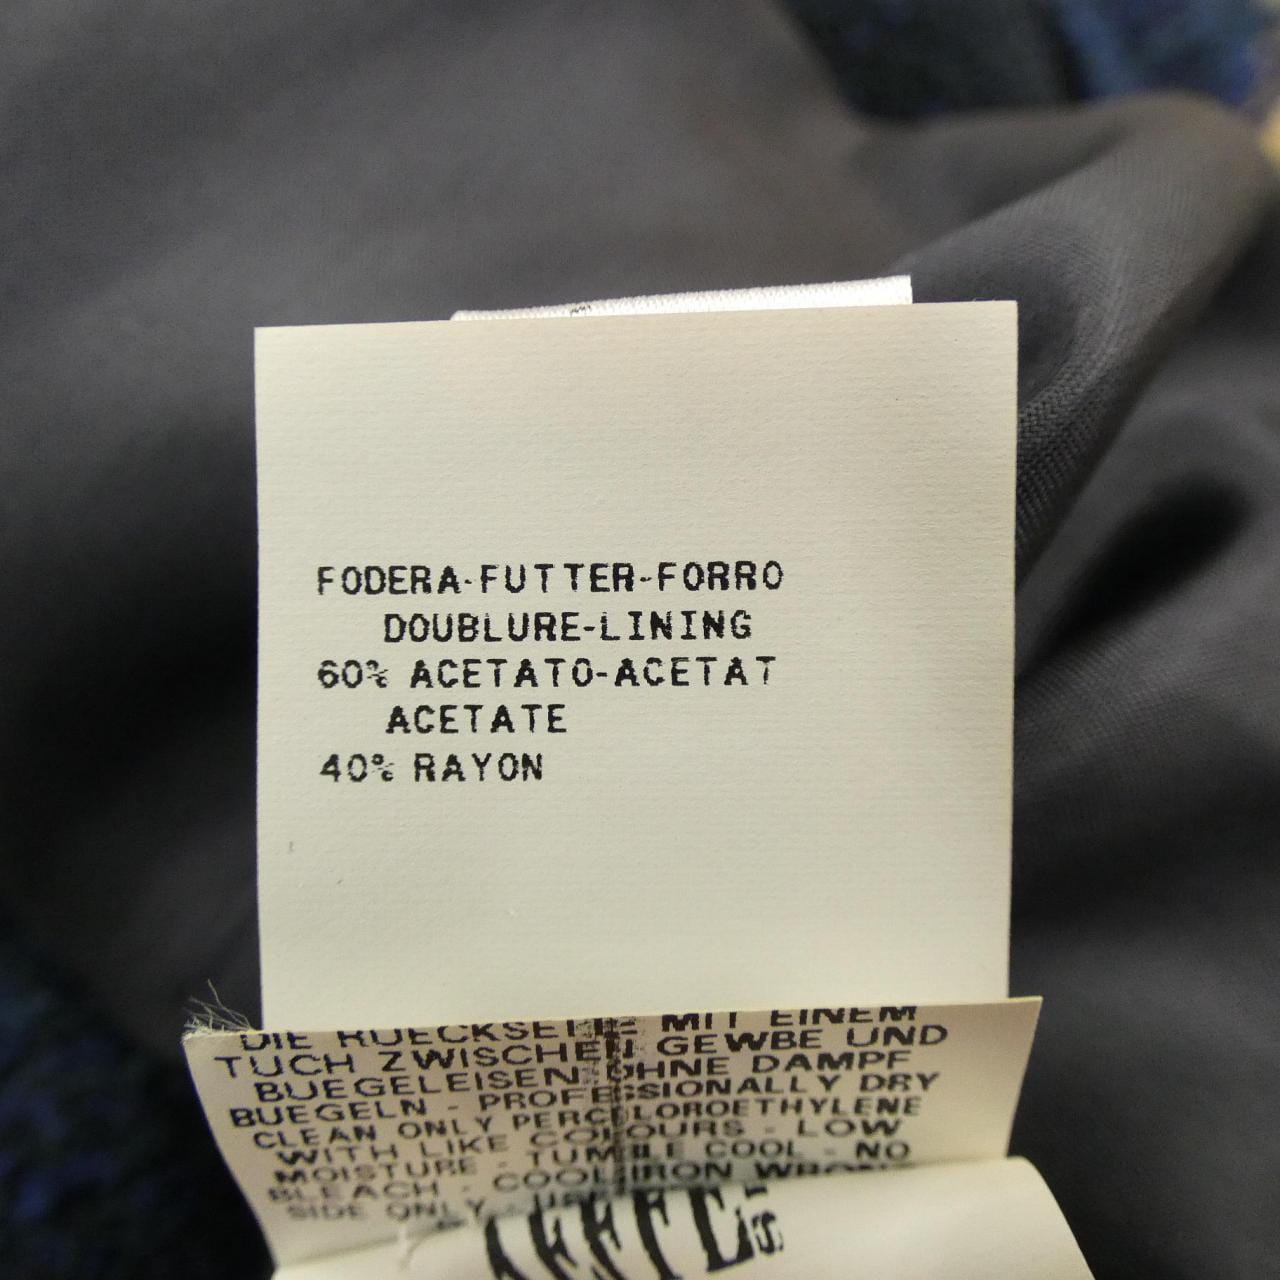 FODERA-FUTTER-FORRO
DOUBLURE-LINING
60% ACETATO-ACETAT
ACETATE
40% RAYON
DIE RUECKSEITE MIT EINEM
TUCH ZWISCHEN GEWBE UND
BUEGELEISEN OHNE DAMPF
BUEGELN - PROFESSIONALLY DRY
CLEAN ONLY PERCLOROETHYLENE
WITH LIKE COLOURS - LOW
MOISTURE - TUMBLE COOL - NO
BLEACH - COOL IRON WRONG
SIDE ONLY - USE
AEFFE